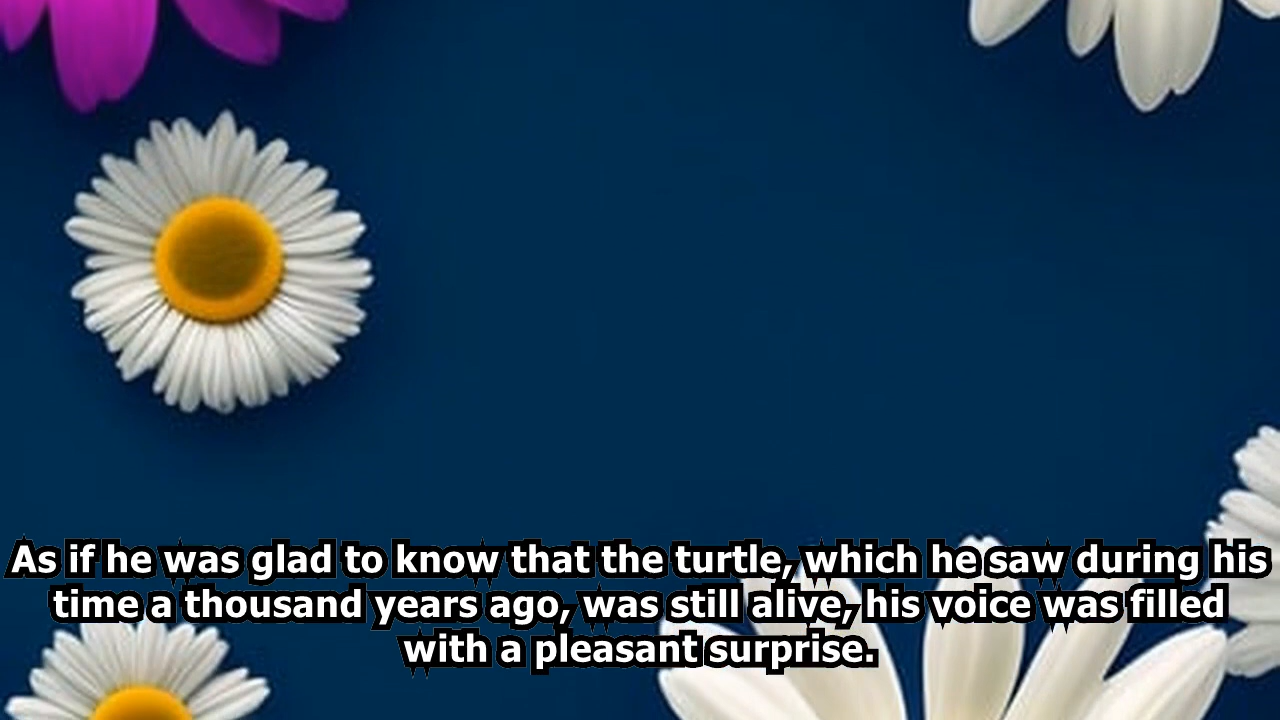 As if he was glad to know that the turtle, which he saw during his
time a thousand years ago, was still alive, his voice was filled
with a pleasant surprise.